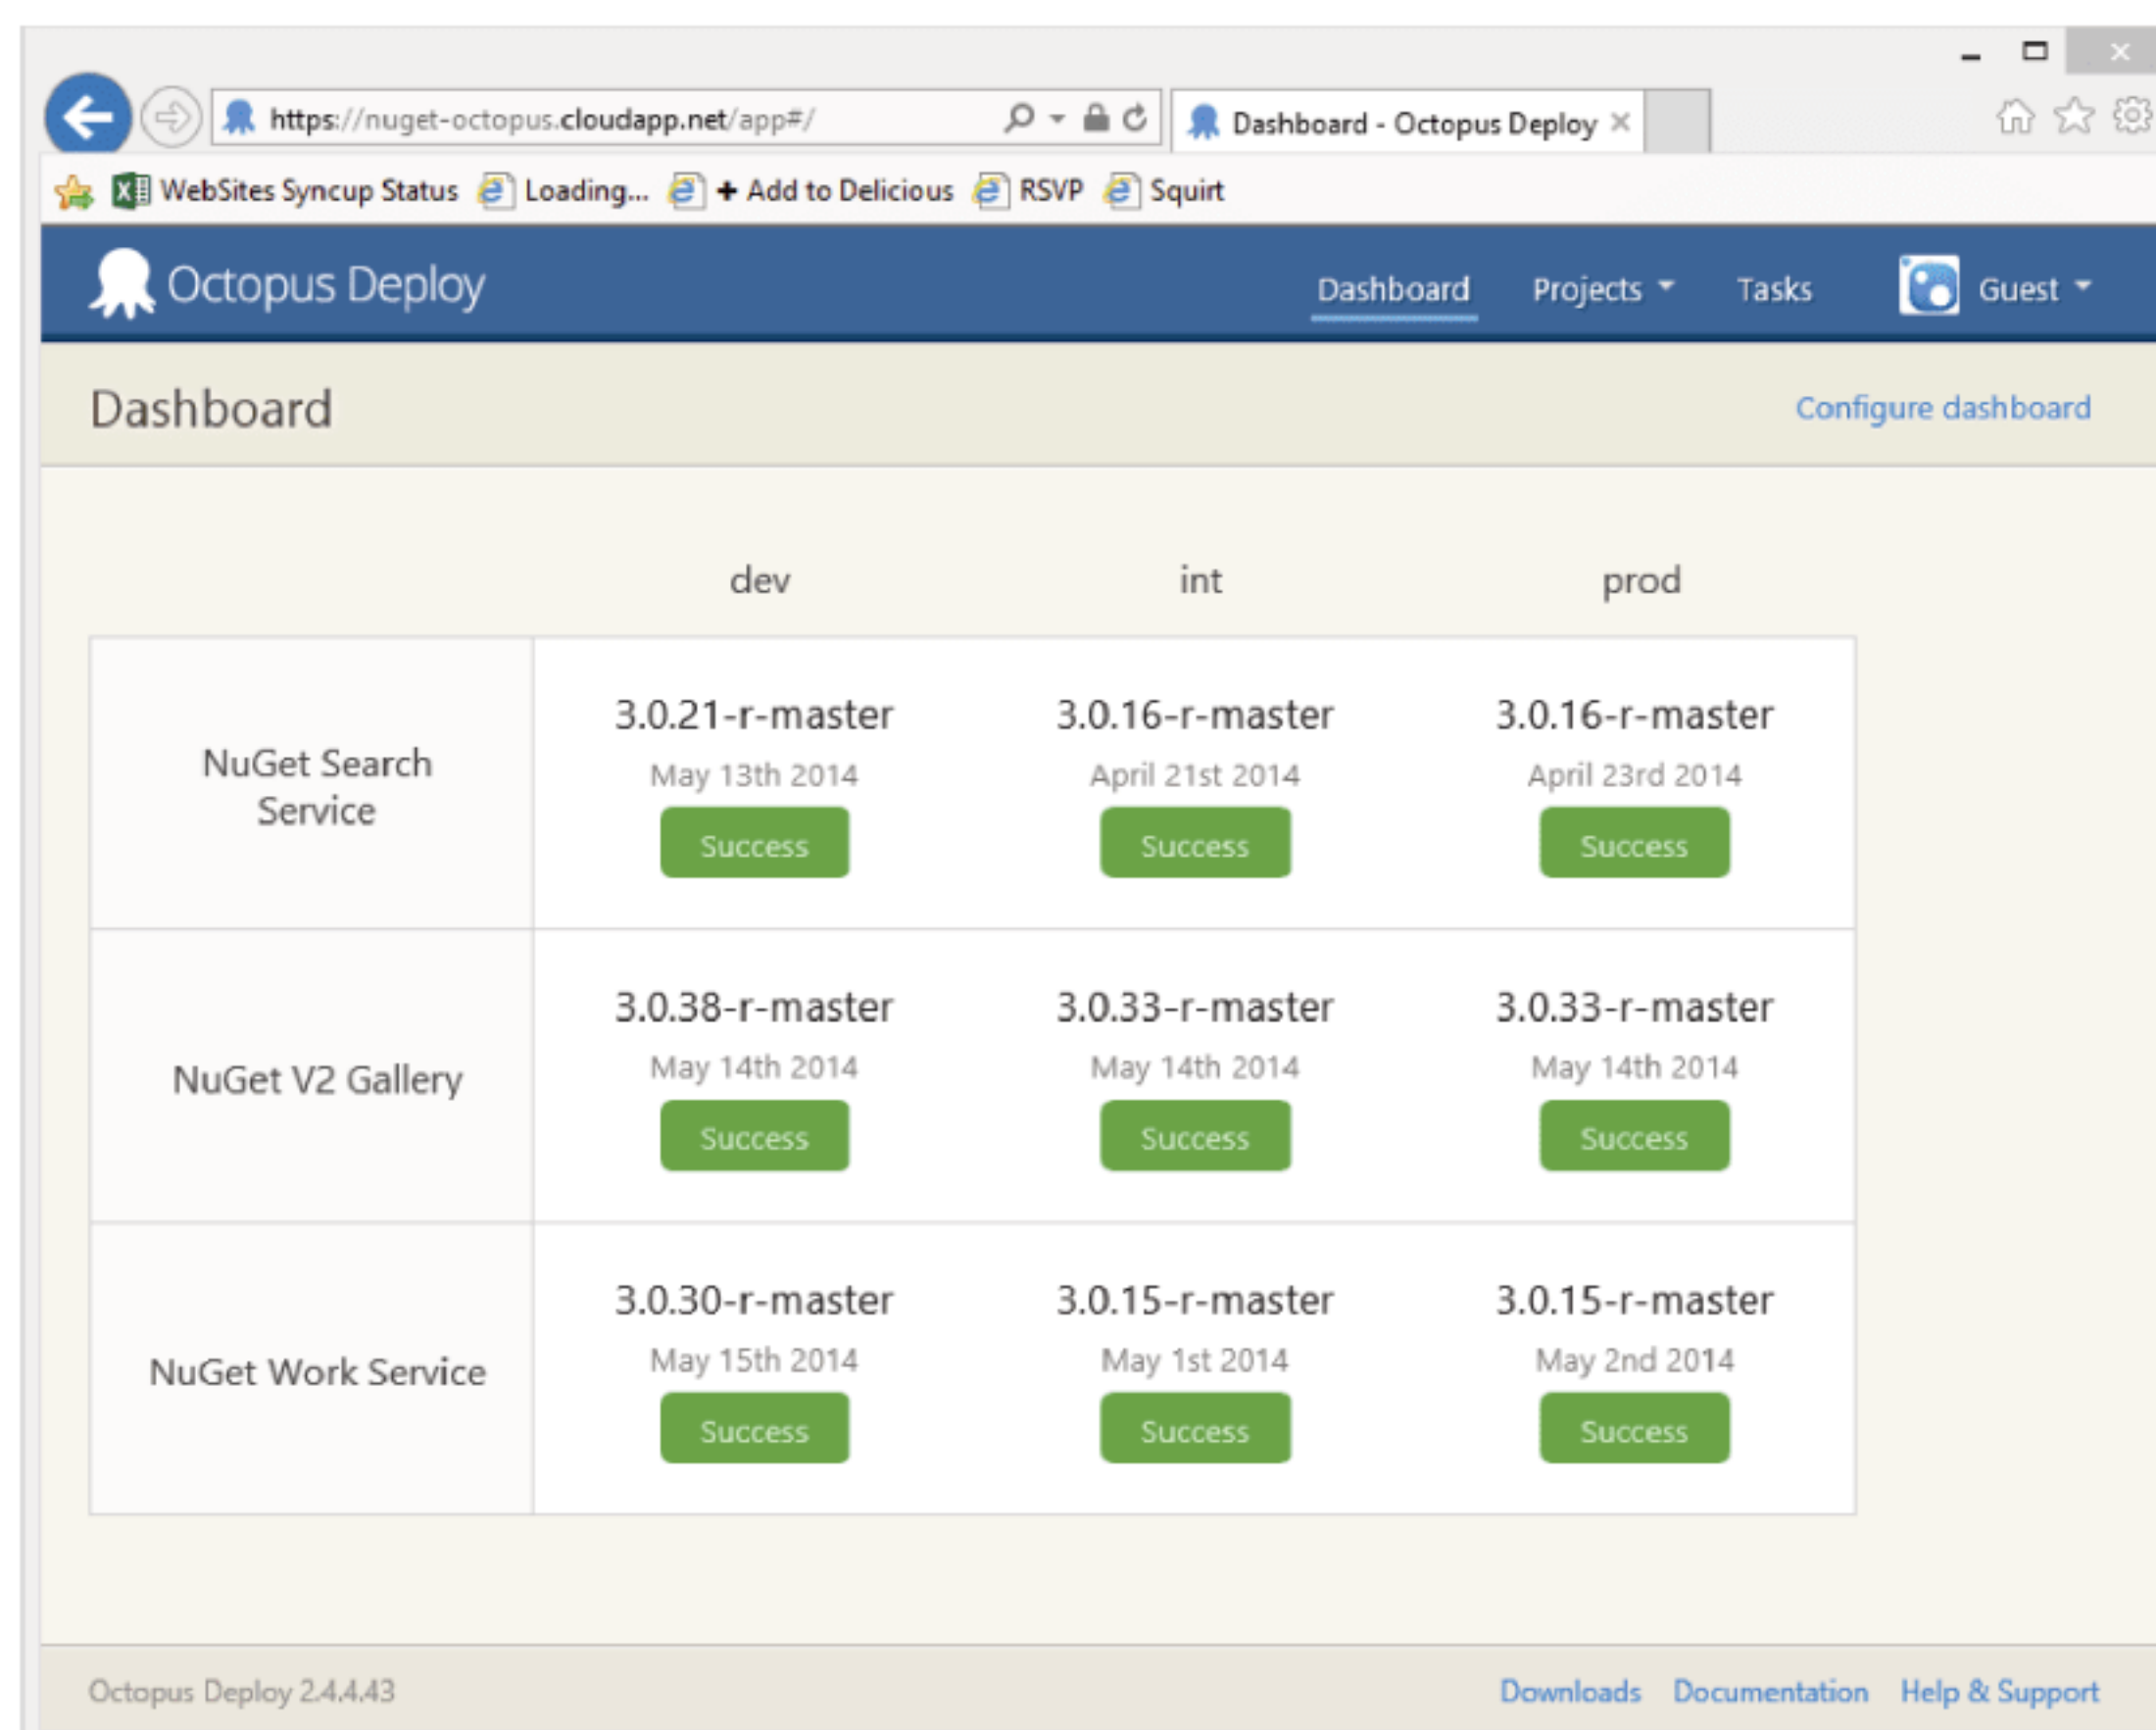 https://nuget-octopus.cloudapp.net/app#/ Dashboard - Octopus Deploy
WebSites Syncup Status Loading... + Add to Delicious RSVP Squirt
Octopus Deploy Dashboard Projects Tasks Guest
Dashboard Configure dashboard
dev int prod
3.0.21-r-master 3.0.16-r-master 3.0.16-r-master
NuGet Search
Service
May 13th 2014 April 21st 2014 April 23rd 2014
Success Success Success
3.0.38-r-master 3.0.33-r-master 3.0.33-r-master
NuGet V2 Gallery
May 14th 2014 May 14th 2014 May 14th 2014
Success Success Success
3.0.30-r-master 3.0.15-r-master 3.0.15-r-master
NuGet Work Service
May 15th 2014 May 1st 2014 May 2nd 2014
Success Success Success
Octopus Deploy 2.4.4.43 Downloads Documentation Help & Support